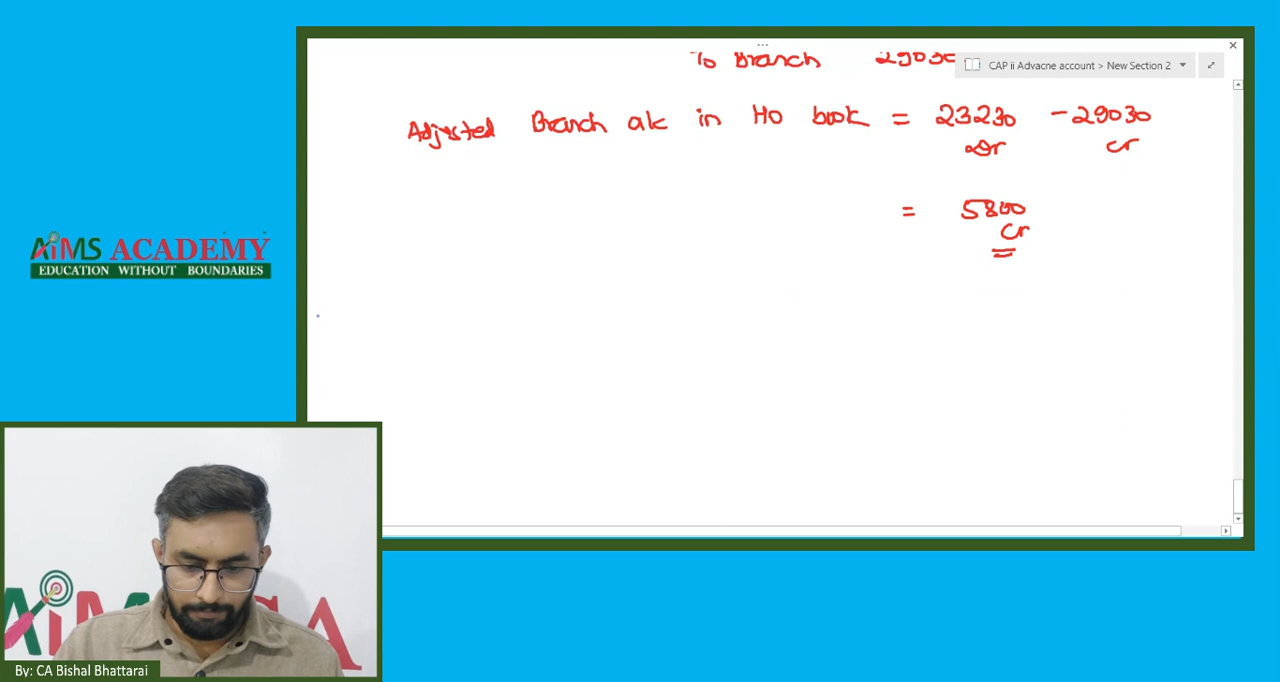 To Branch 29030
CAP ii Advacne account > New Section 2
Adjusted Branch a/c in HO book = 23230 - 29030
Dr Cr
= 5800
Cr
AiMS ACADEMY
EDUCATION WITHOUT BOUNDARIES
By: CA Bishal Bhattarai